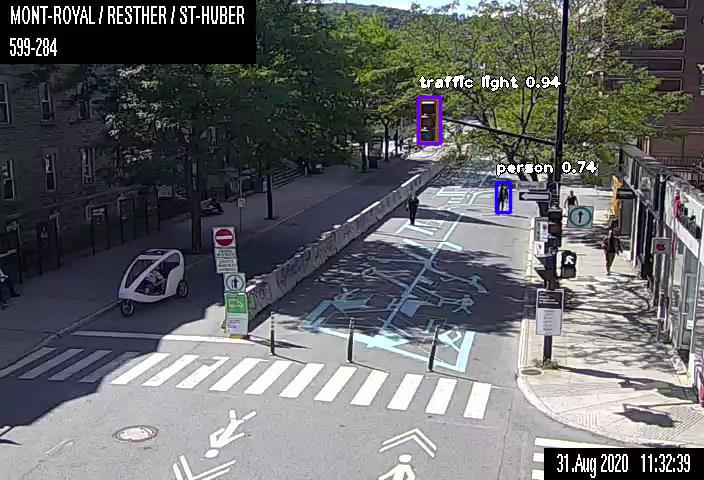 MONT-ROYAL / RESTHER / ST-HUBER
599-284
traffic light 0.94
person 0.74
31.Aug 2020 11:32:39